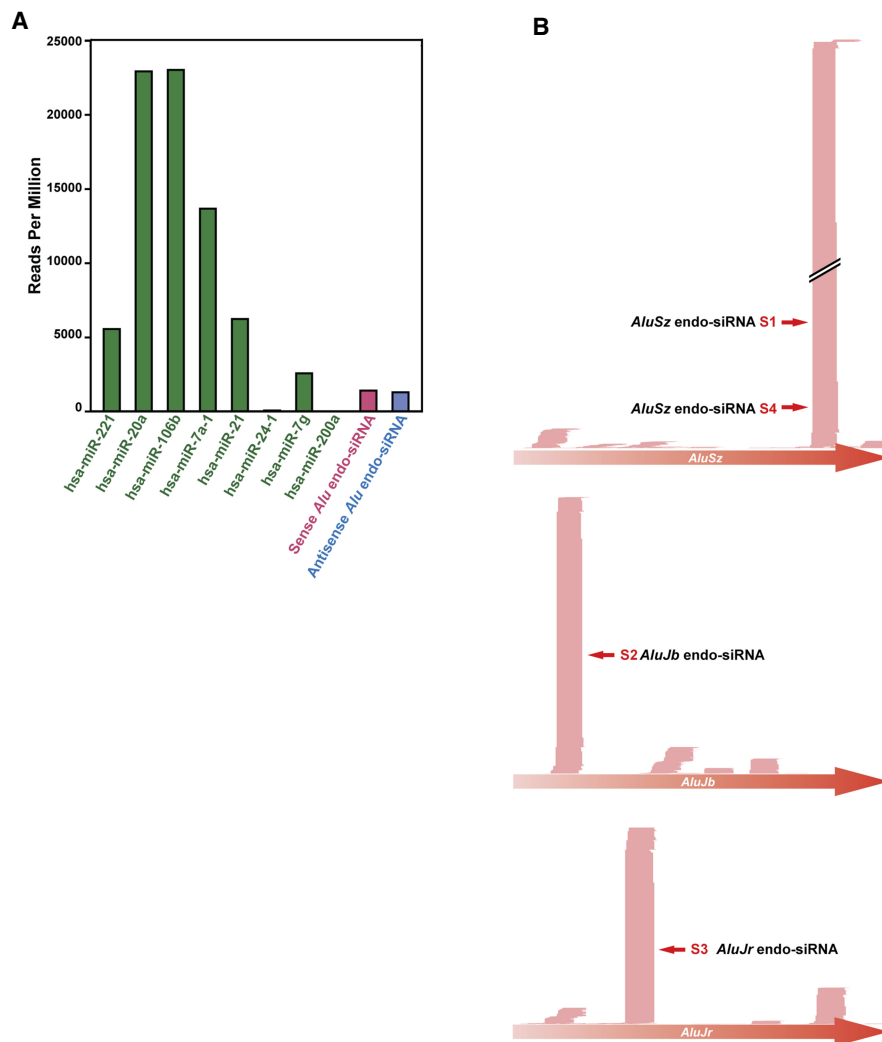 A
25000
20000
15000
10000
5000
0
Reads Per Million
hsa-miR-221
hsa-miR-20a
hsa-miR-106b
hsa-miR-7a-1
hsa-miR-21
hsa-miR-24-1
hsa-miR-7g
hsa-miR-200a
Sense Alu endo-siRNA
Antisense Alu endo-siRNA
B
AluSz endo-siRNA S1
AluSz endo-siRNA S4
AluSz
S2 AluJb endo-siRNA
AluJb
S3 AluJr endo-siRNA
AluJr